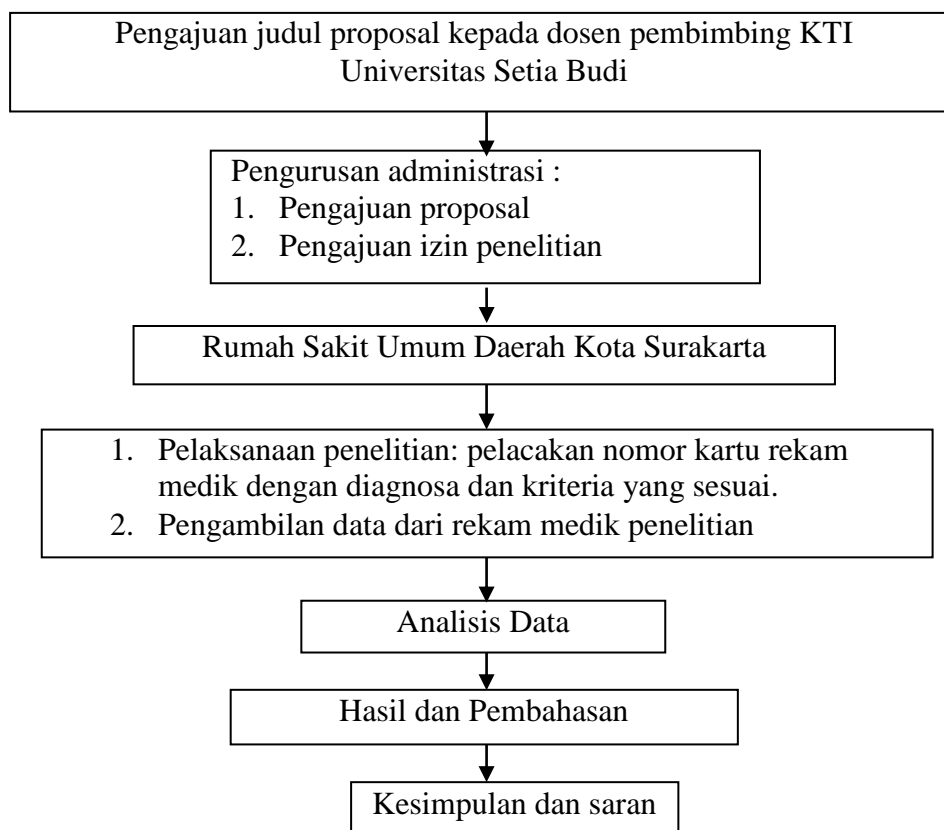 Pengajuan judul proposal kepada dosen pembimbing KTI
Universitas Setia Budi
Pengurusan administrasi :
1. Pengajuan proposal
2. Pengajuan izin penelitian
Rumah Sakit Umum Daerah Kota Surakarta
1. Pelaksanaan penelitian: pelacakan nomor kartu rekam
medik dengan diagnosa dan kriteria yang sesuai.
2. Pengambilan data dari rekam medik penelitian
Analisis Data
Hasil dan Pembahasan
Kesimpulan dan saran